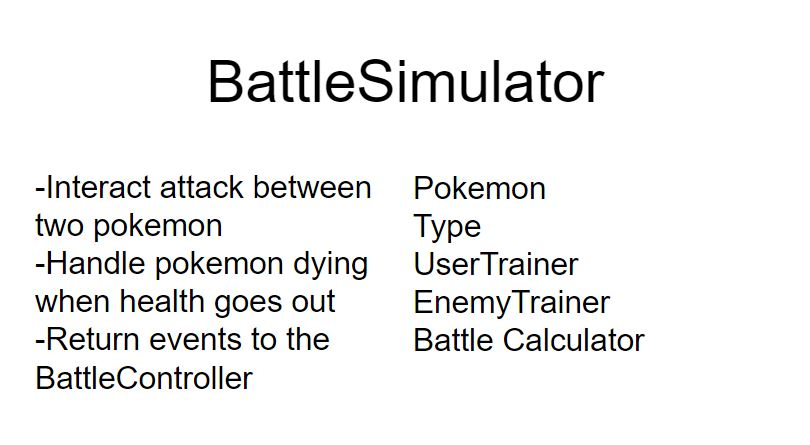 BattleSimulator
-Interact attack between
two pokemon
-Handle pokemon dying
when health goes out
-Return events to the
BattleController
Pokemon
Type
UserTrainer
EnemyTrainer
Battle Calculator